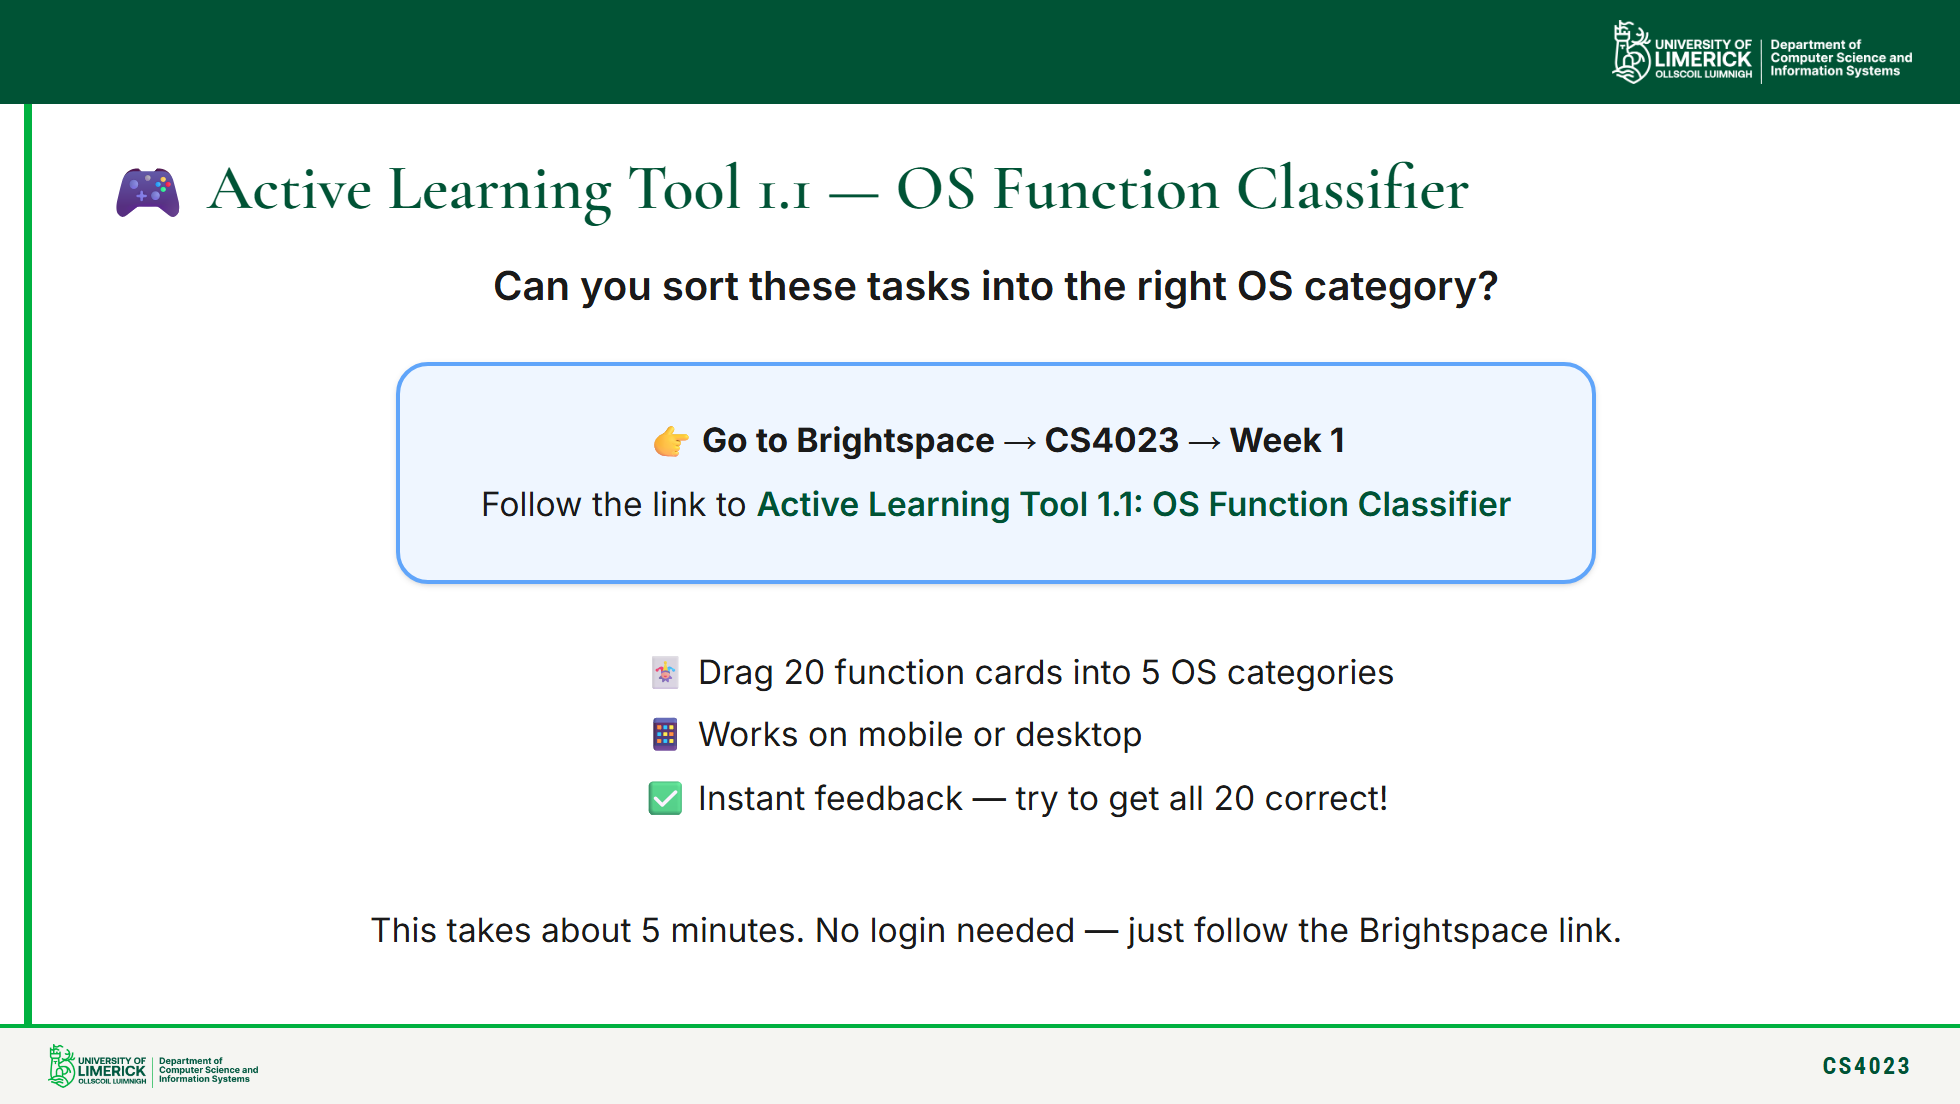 UNIVERSITY OF
LIMERICK
OLLSCOIL LUIMNIGH
Department of
Computer Science and
Information Systems
Active Learning Tool 1.1 — OS Function Classifier
Can you sort these tasks into the right OS category?
👉 Go to Brightspace → CS4023 → Week 1
Follow the link to Active Learning Tool 1.1: OS Function Classifier
Drag 20 function cards into 5 OS categories
Works on mobile or desktop
Instant feedback — try to get all 20 correct!
This takes about 5 minutes. No login needed — just follow the Brightspace link.
UNIVERSITY OF
LIMERICK
OLLSCOIL LUIMNIGH
Department of
Computer Science and
Information Systems
CS4023